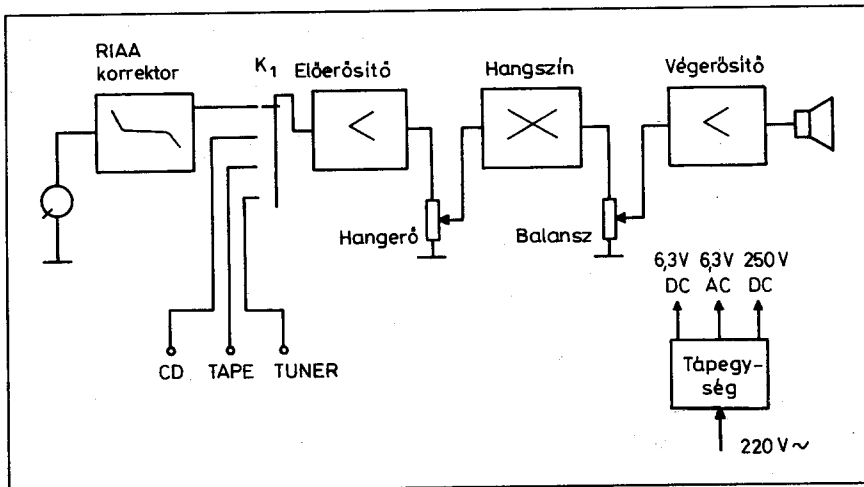 RIAA
korrektor
K1
Előerősítő
Hangszín
Végerősítő
Hangerő
Balansz
6,3V 6,3V 250V
DC AC DC
CD TAPE TUNER
Tápegy-
ség
220V~